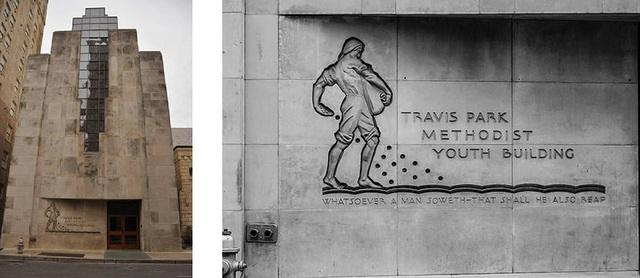 TRAVIS PARK
METHODIST
YOUTH BUILDING
WHATSOEVER A MAN SOWETH-THAT SHALL HE ALSO REAP